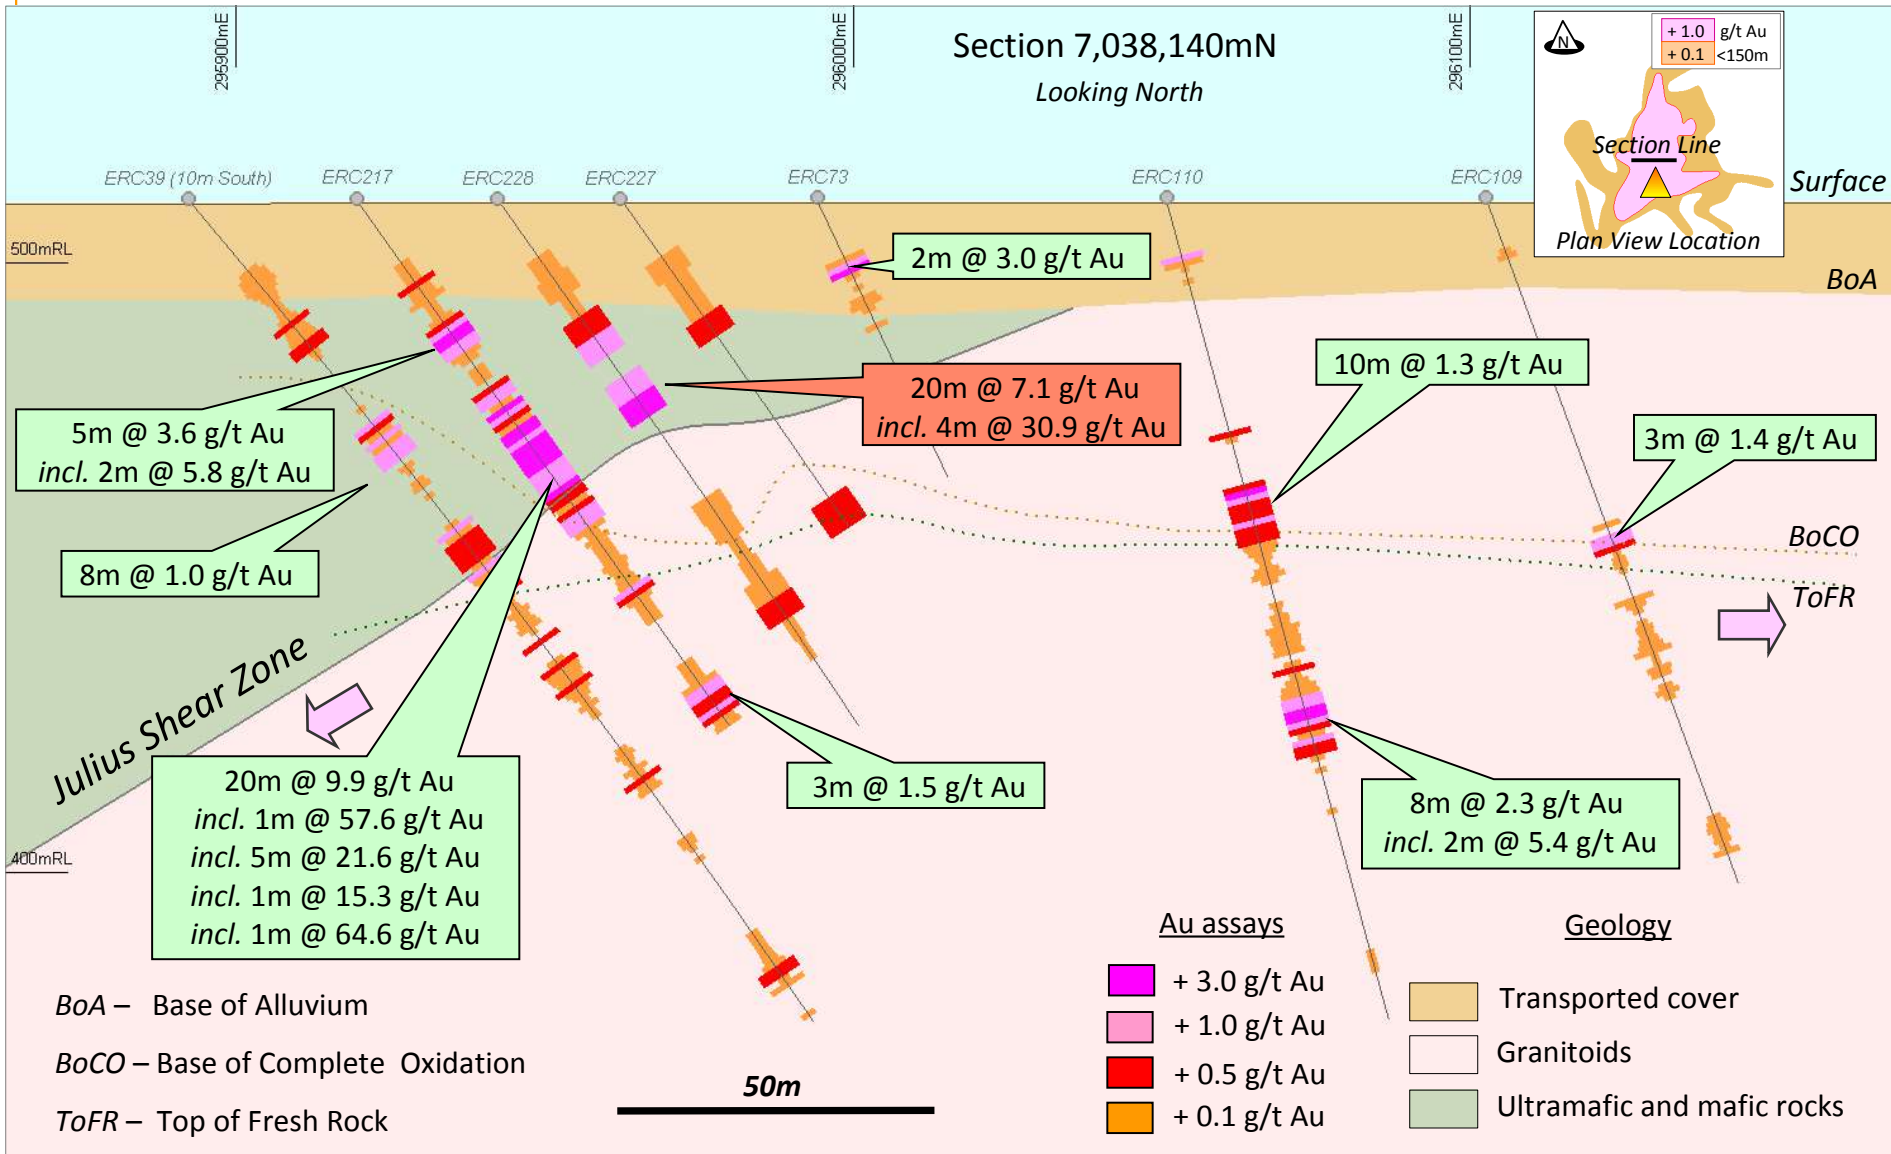 295900mE
296000mE
296100mE
Section 7,038,140mN
Looking North
+ 1.0 g/t Au
+ 0.1 <150m
N
Section Line
Plan View Location
ERC39 (10m South)
ERC217
ERC228
ERC227
ERC73
ERC110
ERC109
Surface
500mRL
BoA
2m @ 3.0 g/t Au
20m @ 7.1 g/t Au
incl. 4m @ 30.9 g/t Au
10m @ 1.3 g/t Au
3m @ 1.4 g/t Au
5m @ 3.6 g/t Au
incl. 2m @ 5.8 g/t Au
8m @ 1.0 g/t Au
BoCO
ToFR
Julius Shear Zone
20m @ 9.9 g/t Au
incl. 1m @ 57.6 g/t Au
incl. 5m @ 21.6 g/t Au
incl. 1m @ 15.3 g/t Au
incl. 1m @ 64.6 g/t Au
3m @ 1.5 g/t Au
8m @ 2.3 g/t Au
incl. 2m @ 5.4 g/t Au
400mRL
BoA – Base of Alluvium
BoCO – Base of Complete Oxidation
ToFR – Top of Fresh Rock
50m
Au assays
+ 3.0 g/t Au
+ 1.0 g/t Au
+ 0.5 g/t Au
+ 0.1 g/t Au
Geology
Transported cover
Granitoids
Ultramafic and mafic rocks